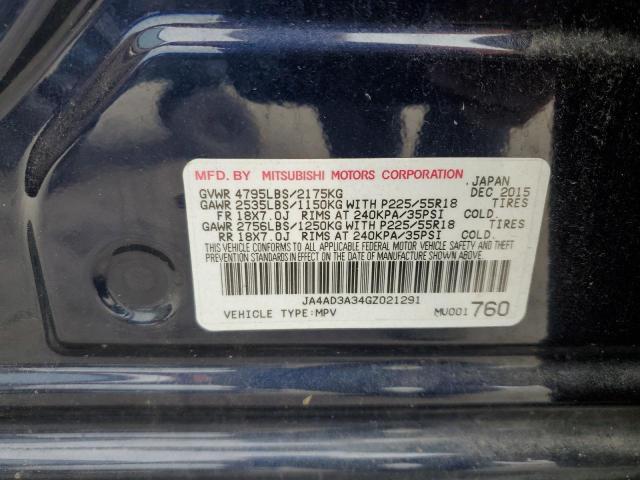 MFD. BY MITSUBISHI MOTORS CORPORATION JAPAN
GVWR 4795LBS/2175KG DEC 2015
GAWR 2535LBS/1150KG WITH P225/55R18 TIRES
FR 18X7.0J RIMS AT 240KPA/35PSI COLD.
GAWR 2756LBS/1250KG WITH P225/55R18 TIRES
RR 18X7.0J RIMS AT 240KPA/35PSI COLD.
THIS VEHICLE CONFORMS TO ALL APPLICABLE FEDERAL MOTOR VEHICLE SAFETY AND THEFT
PREVENTION STANDARDS IN EFFECT ON THE DATE OF MANUFACTURE SHOWN ABOVE.
JA4AD3A34GZ021291
VEHICLE TYPE:MPV MU001760